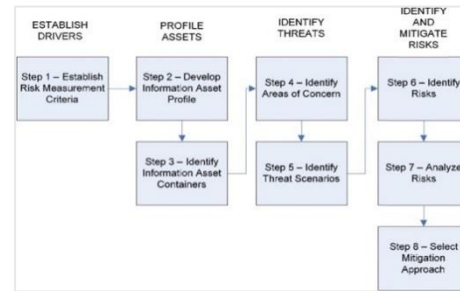 ESTABLISH
DRIVERS
PROFILE
ASSETS
IDENTIFY
THREATS
IDENTIFY
AND
MITIGATE
RISKS
Step 1 – Establish
Risk Measurement
Criteria
Step 2 – Develop
Information Asset
Profile
Step 3 – Identify
Information Asset
Containers
Step 4 – Identify
Areas of Concern
Step 5 – Identify
Threat Scenarios
Step 6 – Identify
Risks
Step 7 – Analyze
Risks
Step 8 – Select
Mitigation
Approach